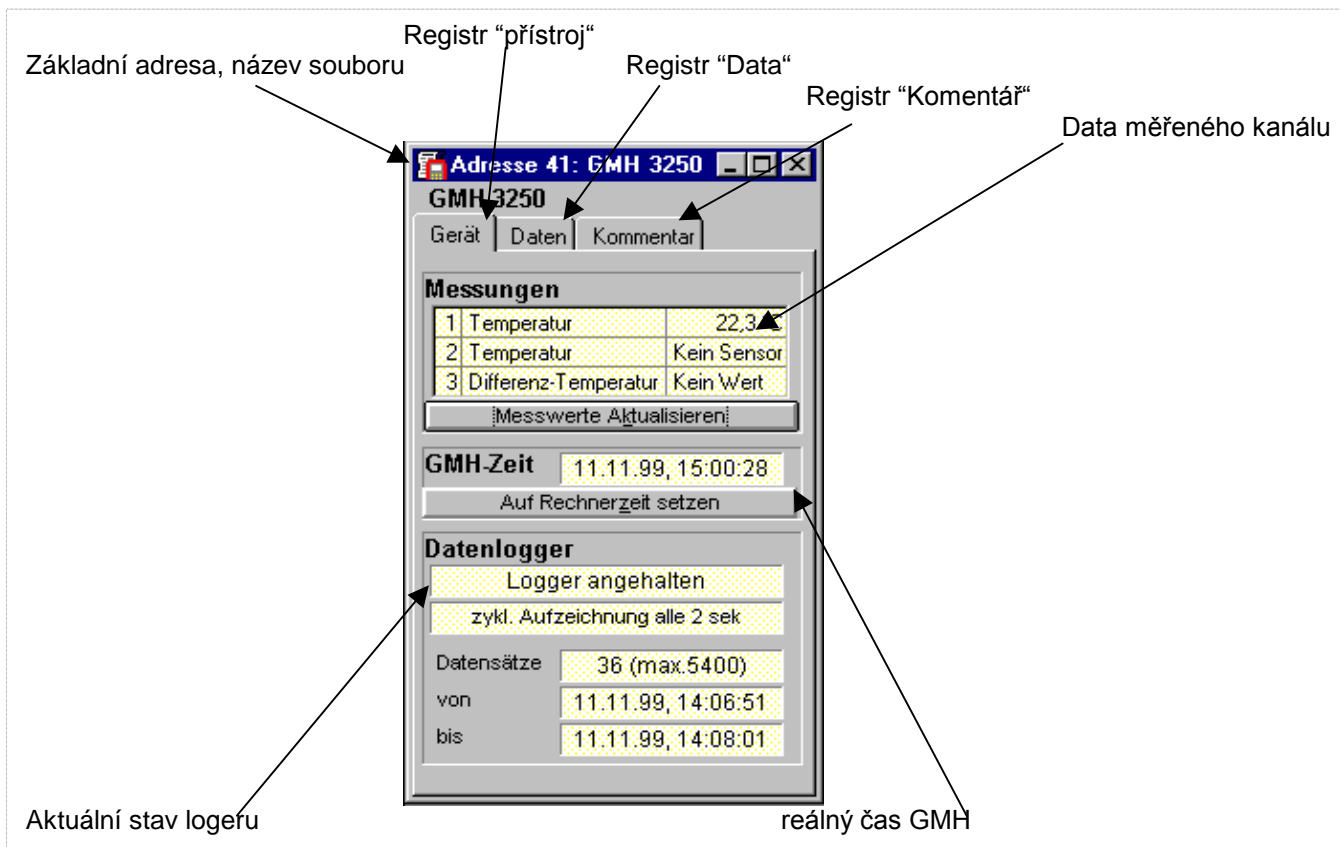 Registr “přístroj“
Základní adresa, název souboru
Registr “Data“
Registr “Komentář“
Data měřeného kanálu
Adresse 41: GMH 3250
GMH 3250
Gerät
Daten
Kommentar
Messungen
1 Temperatur 22,3
2 Temperatur Kein Sensor
3 Differenz-Temperatur Kein Wert
Messwerte Aktualisieren
GMH-Zeit 11.11.99, 15:00:28
Auf Rechnerzeit setzen
Datenlogger
Logger angehalten
zykl. Aufzeichnung alle 2 sek
Datensätze 36 (max.5400)
von 11.11.99, 14:06:51
bis 11.11.99, 14:08:01
Aktuální stav logeru
reálný čas GMH